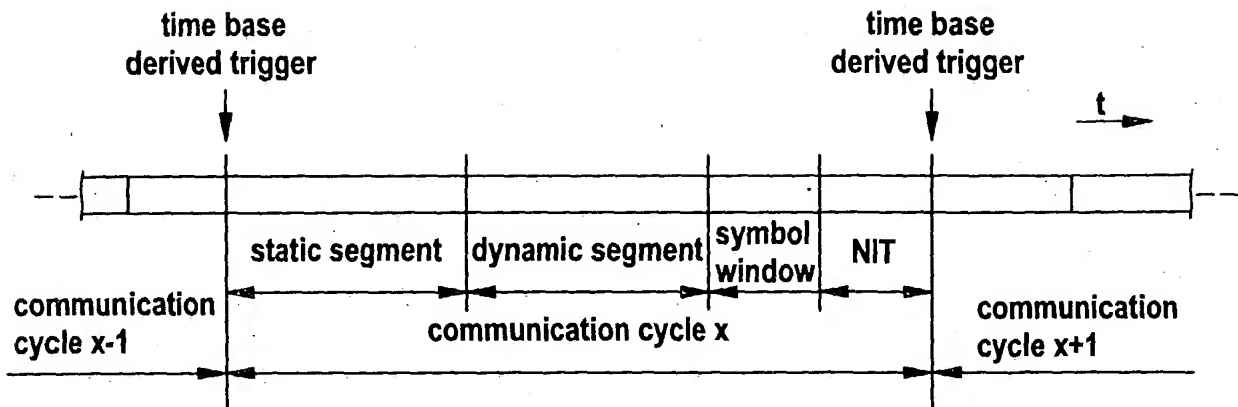 time base
derived trigger
time base
derived trigger
t
static segment
dynamic segment
symbol
window
NIT
communication
cycle x-1
communication cycle x
communication
cycle x+1